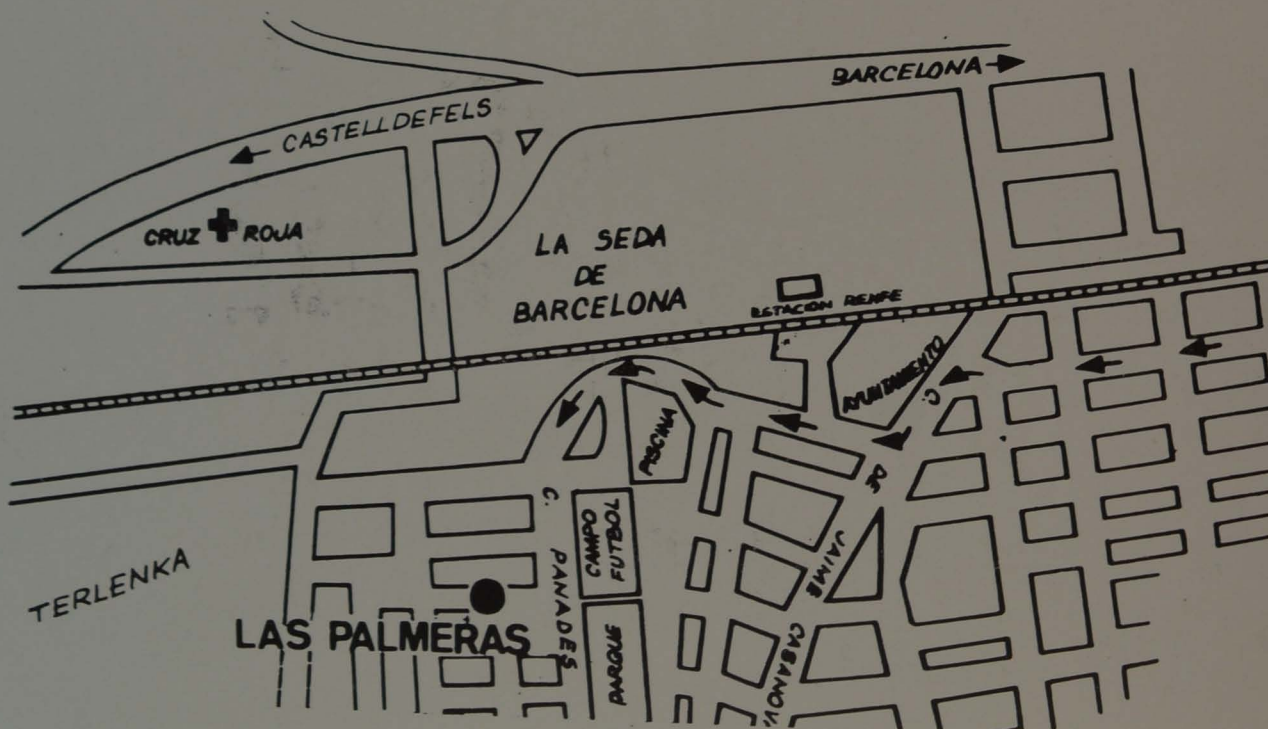 BARCELONA
CASTELLDEFELS
CRUZ ROJA
LA SEDA
DE
BARCELONA
ESTACION RENFE
AYUNTAMIENTO
C. DE JAIME CASANOV.
PISCINA
C. PANADES
CAMPO
FUTBOL
TERLENKA
LAS PALMERAS
PARQUE